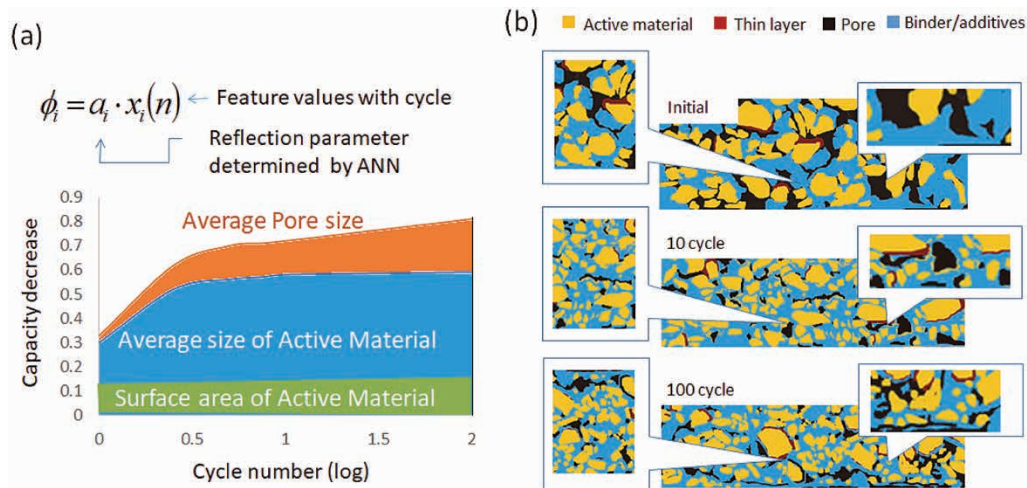 (a)
ϕᵢ = aᵢ · xᵢ(n)
Feature values with cycle
Reflection parameter
determined by ANN
Capacity decrease
0.9
0.8
0.7
0.6
0.5
0.4
0.3
0.2
0.1
0
Average Pore size
Average size of Active Material
Surface area of Active Material
0
0.5
1
1.5
2
Cycle number (log)
(b)
Active material Thin layer Pore Binder/additives
Initial
10 cycle
100 cycle